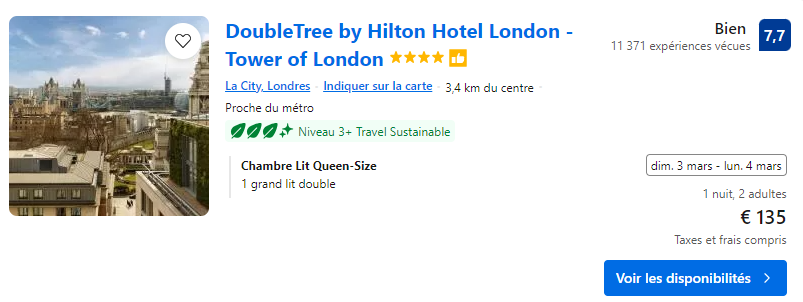 DoubleTree by Hilton Hotel London -
Tower of London
Bien
11 371 expériences vécues
7,7
La City, Londres · Indiquer sur la carte · 3,4 km du centre ·
Proche du métro
Niveau 3+ Travel Sustainable
Chambre Lit Queen-Size
1 grand lit double
dim. 3 mars - lun. 4 mars
1 nuit, 2 adultes
€ 135
Taxes et frais compris
Voir les disponibilités